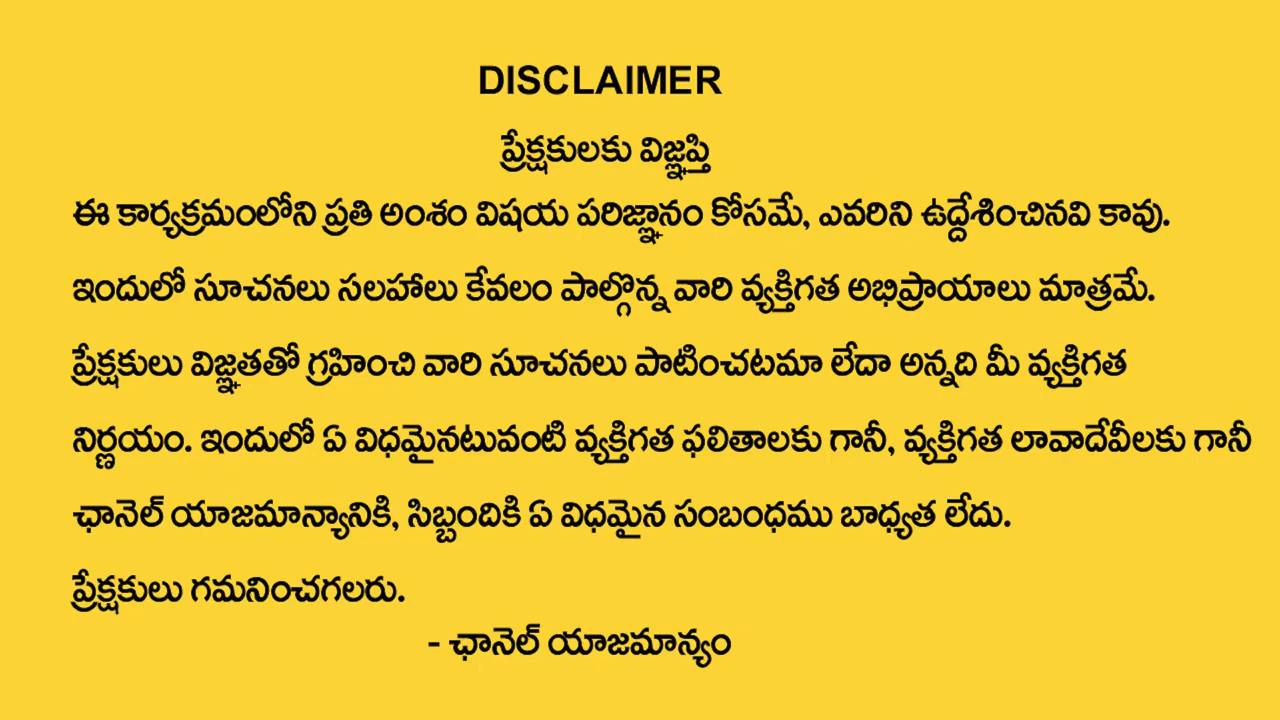 DISCLAIMER
ప్రేక్షకులకు విజ్ఞప్తి
ఈ కార్యక్రమంలోని ప్రతి అంశం విషయ పరిజ్ఞానం కోసమే, ఎవరిని ఉద్దేశించినవి కావు.
ఇందులో సూచనలు సలహాలు కేవలం పాల్గొన్న వారి వ్యక్తిగత అభిప్రాయాలు మాత్రమే.
ప్రేక్షకులు విజ్ఞతతో గ్రహించి వారి సూచనలు పాటించటమా లేదా అన్నది మీ వ్యక్తిగత
నిర్ణయం. ఇందులో ఏ విధమైనటువంటి వ్యక్తిగత ఫలితాలకు గానీ, వ్యక్తిగత లావాదేవీలకు గానీ
ఛానెల్ యాజమాన్యానికి, సిబ్బందికి ఏ విధమైన సంబంధము బాధ్యత లేదు.
ప్రేక్షకులు గమనించగలరు.
- ఛానెల్ యాజమాన్యం